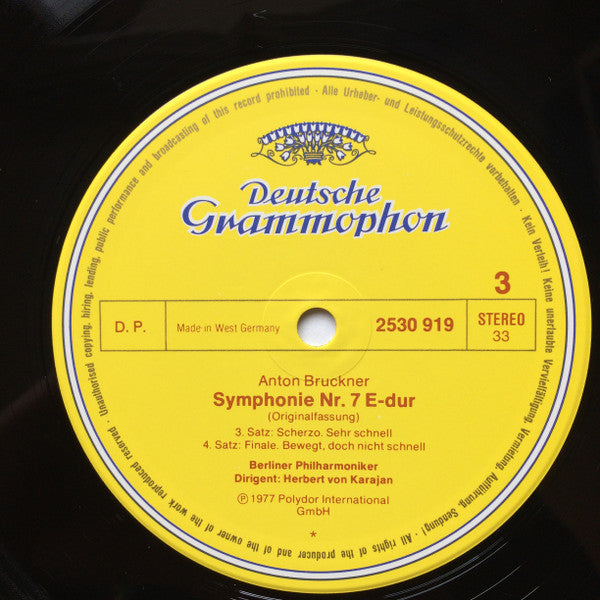 Deutsche
Grammophon
3
D. P.
Made in West Germany
2530 919
STEREO
33
Anton Bruckner
Symphonie Nr. 7 E-dur
(Originalfassung)
3. Satz: Scherzo. Sehr schnell
4. Satz: Finale. Bewegt, doch nicht schnell
Berliner Philharmoniker
Dirigent: Herbert von Karajan
Ⓟ 1977 Polydor International
GmbH
*
Alle Urheber- und Leistungsschutzrechte vorbehalten · Kein Verleih! Keine unerlaubte Vervielfältigung, Vermietung, Aufführung, Sendung! · All rights of the producer and of the owner of the work reproduced reserved · Unauthorised copying, hiring, lending, public performance and broadcasting of this record prohibited ·